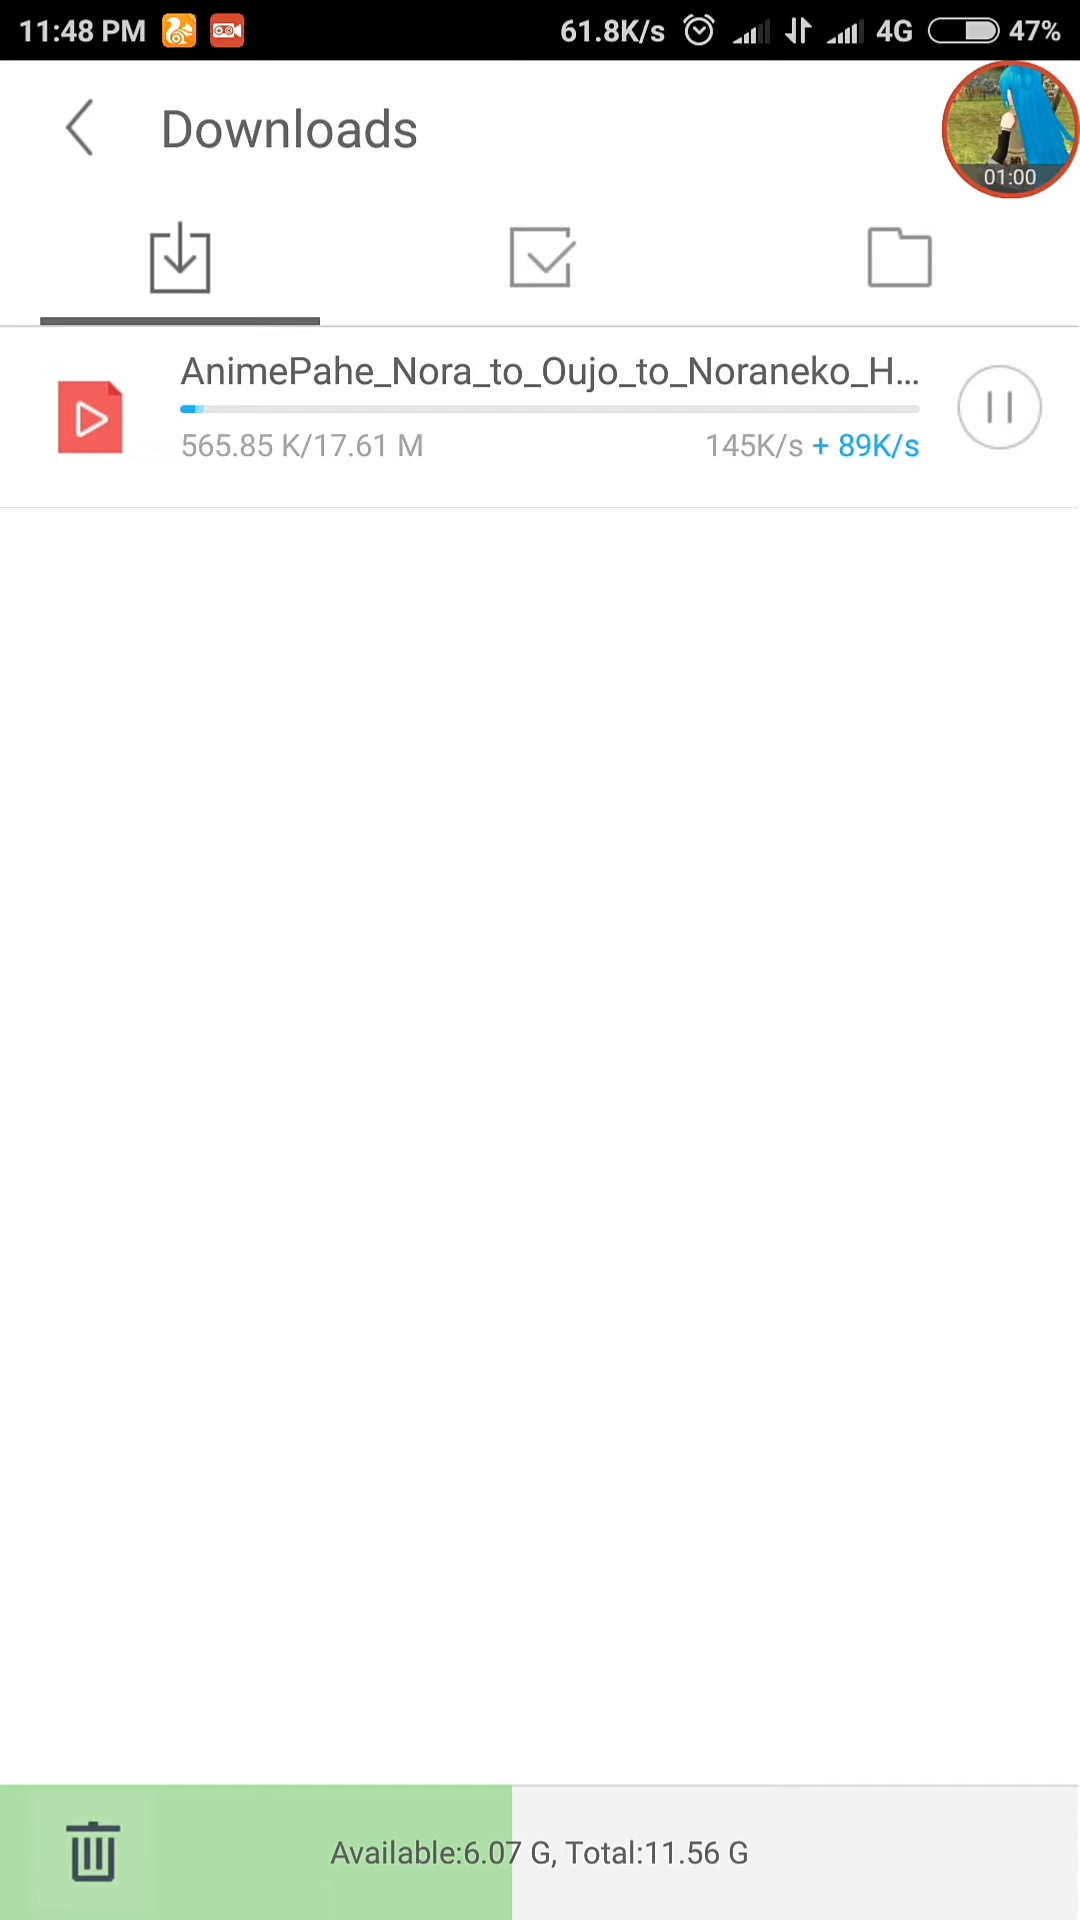 11:48 PM 61.8K/s 4G 47%
Downloads
01:00
AnimePahe_Nora_to_Oujo_to_Noraneko_H...
565.85 K/17.61 M 145K/s + 89K/s
Available:6.07 G, Total:11.56 G